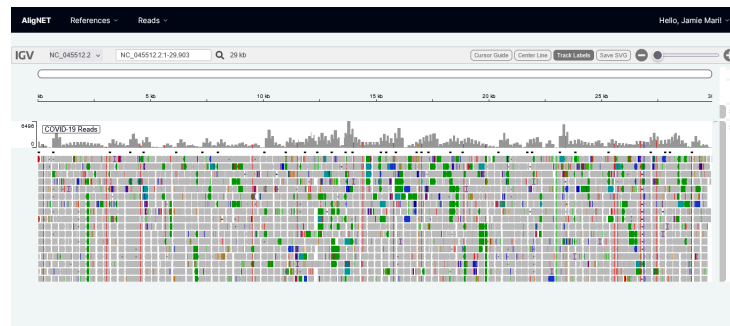 AligNET References Reads Hello, Jamie Mari!
IGV NC_045512.2 NC_045512.2:1-29,903 29 kb Cursor Guide Center Line Track Labels Save SVG
kb 5 kb 10 kb 15 kb 20 kb 25 kb
6496 COVID-19 Reads
0